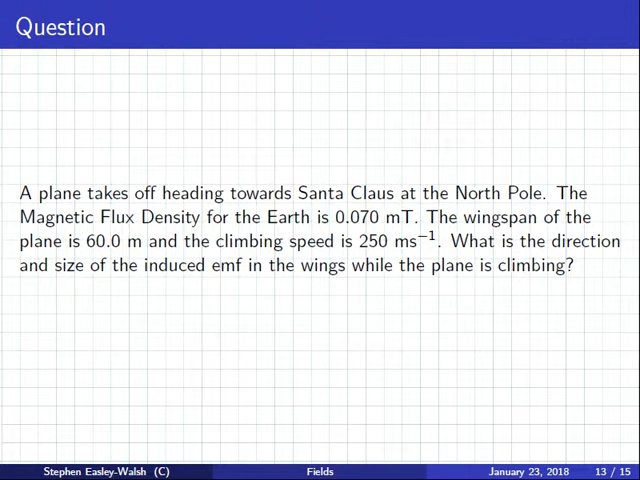 Question
A plane takes off heading towards Santa Claus at the North Pole. The
Magnetic Flux Density for the Earth is 0.070 mT. The wingspan of the
plane is 60.0 m and the climbing speed is 250 ms⁻¹. What is the direction
and size of the induced emf in the wings while the plane is climbing?
Stephen Easley-Walsh (C) Fields January 23, 2018 13 / 15